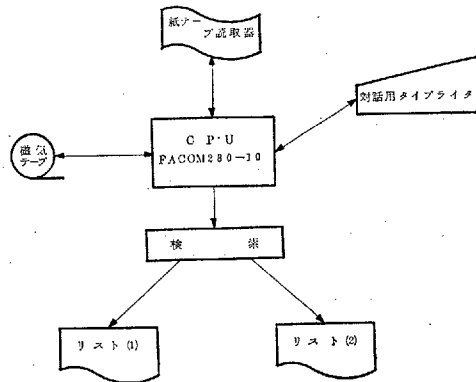 紙テー
プ読取器
対話用タイプライタ
C P U
FACOM230-10
磁気
テープ
検 索
リスト(1)
リスト(2)